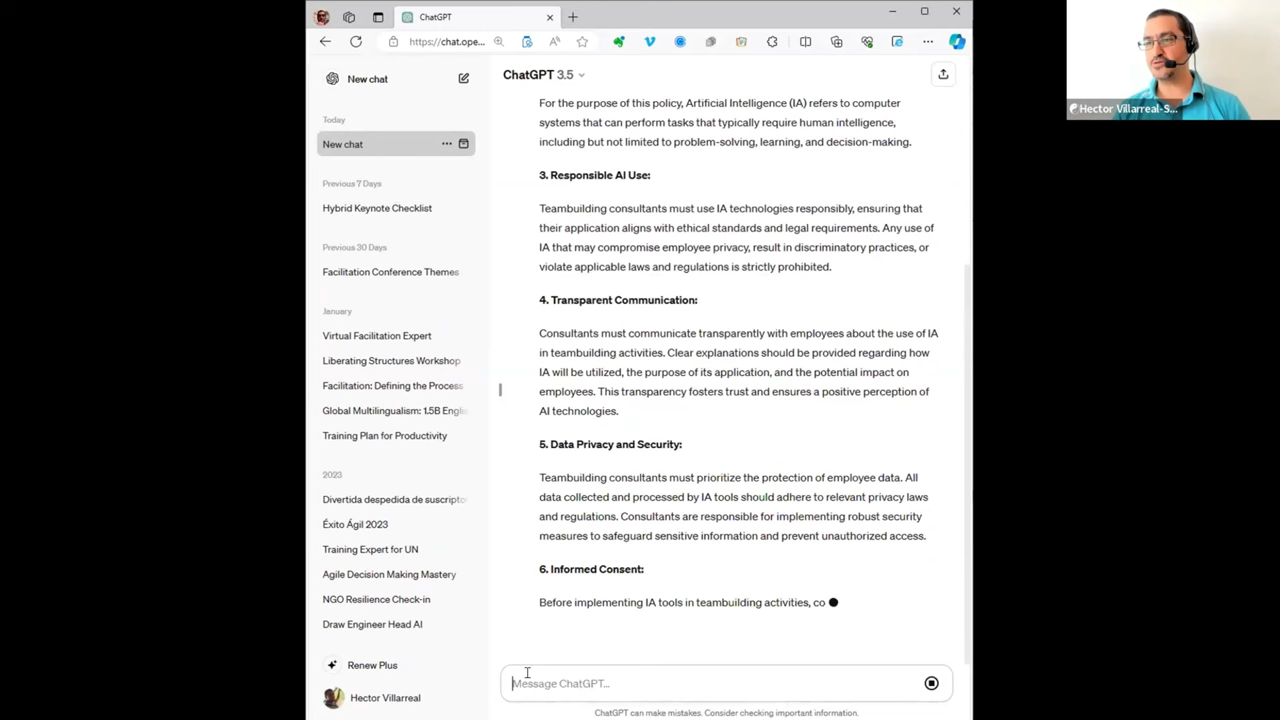 ChatGPT
https://chat.ope...
New chat
Today
New chat
Previous 7 Days
Hybrid Keynote Checklist
Previous 30 Days
Facilitation Conference Themes
January
Virtual Facilitation Expert
Liberating Structures Workshop
Facilitation: Defining the Process
Global Multilingualism: 1.5B Engli
Training Plan for Productivity
2023
Divertida despedida de suscripto
Éxito Ágil 2023
Training Expert for UN
Agile Decision Making Mastery
NGO Resilience Check-in
Draw Engineer Head AI
Renew Plus
Hector Villarreal
ChatGPT 3.5
For the purpose of this policy, Artificial Intelligence (IA) refers to computer
systems that can perform tasks that typically require human intelligence,
including but not limited to problem-solving, learning, and decision-making.
3. Responsible AI Use:
Teambuilding consultants must use IA technologies responsibly, ensuring that
their application aligns with ethical standards and legal requirements. Any use of
IA that may compromise employee privacy, result in discriminatory practices, or
violate applicable laws and regulations is strictly prohibited.
4. Transparent Communication:
Consultants must communicate transparently with employees about the use of IA
in teambuilding activities. Clear explanations should be provided regarding how
IA will be utilized, the purpose of its application, and the potential impact on
employees. This transparency fosters trust and ensures a positive perception of
AI technologies.
5. Data Privacy and Security:
Teambuilding consultants must prioritize the protection of employee data. All
data collected and processed by IA tools should adhere to relevant privacy laws
and regulations. Consultants are responsible for implementing robust security
measures to safeguard sensitive information and prevent unauthorized access.
6. Informed Consent:
Before implementing IA tools in teambuilding activities, co
Message ChatGPT...
ChatGPT can make mistakes. Consider checking important information.
Hector Villarreal-S...